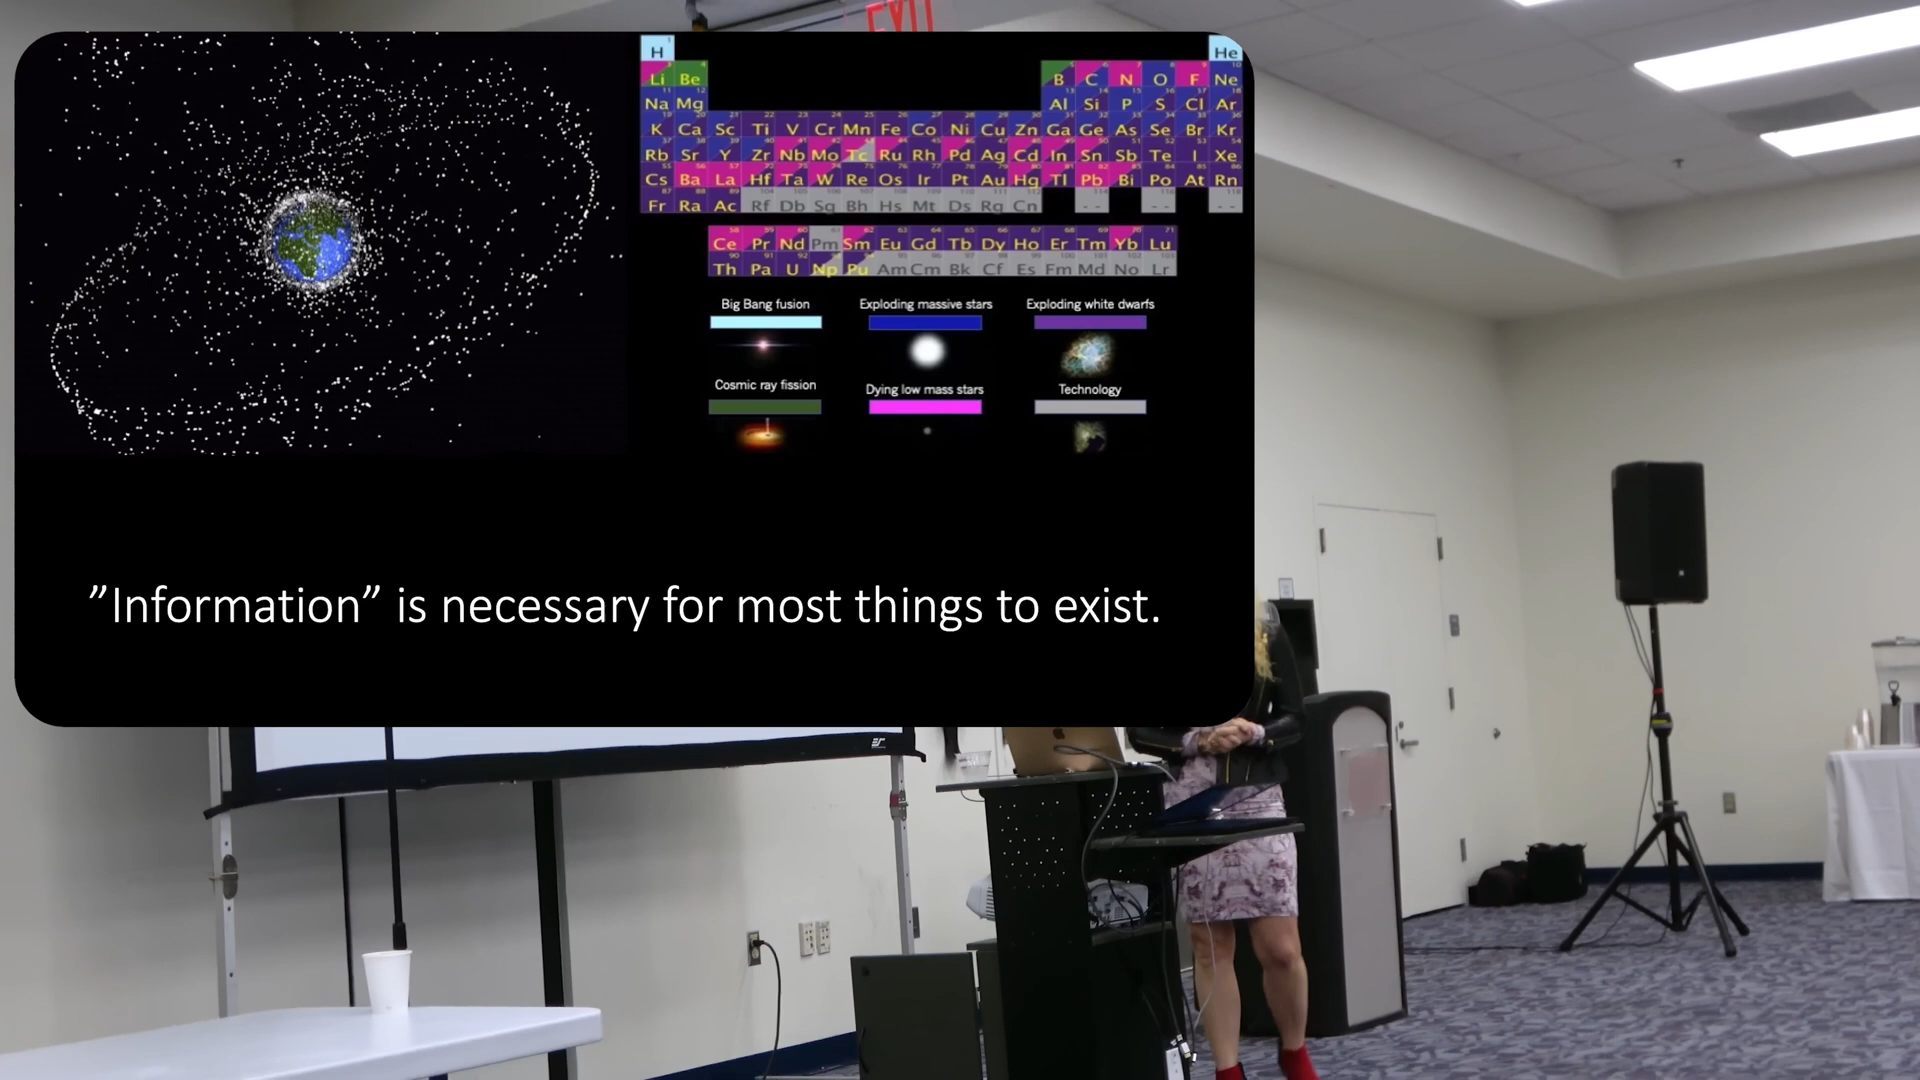 EXIT
H He
Li Be B C N O F Ne
Na Mg Al Si P S Cl Ar
K Ca Sc Ti V Cr Mn Fe Co Ni Cu Zn Ga Ge As Se Br Kr
Rb Sr Y Zr Nb Mo Tc Ru Rh Pd Ag Cd In Sn Sb Te I Xe
Cs Ba La Hf Ta W Re Os Ir Pt Au Hg Tl Pb Bi Po At Rn
Fr Ra Ac Rf Db Sg Bh Hs Mt Ds Rg Cn -- -- --
Ce Pr Nd Pm Sm Eu Gd Tb Dy Ho Er Tm Yb Lu
Th Pa U Np Pu Am Cm Bk Cf Es Fm Md No Lr
Big Bang fusion Exploding massive stars Exploding white dwarfs
Cosmic ray fission Dying low mass stars Technology
”Information” is necessary for most things to exist.